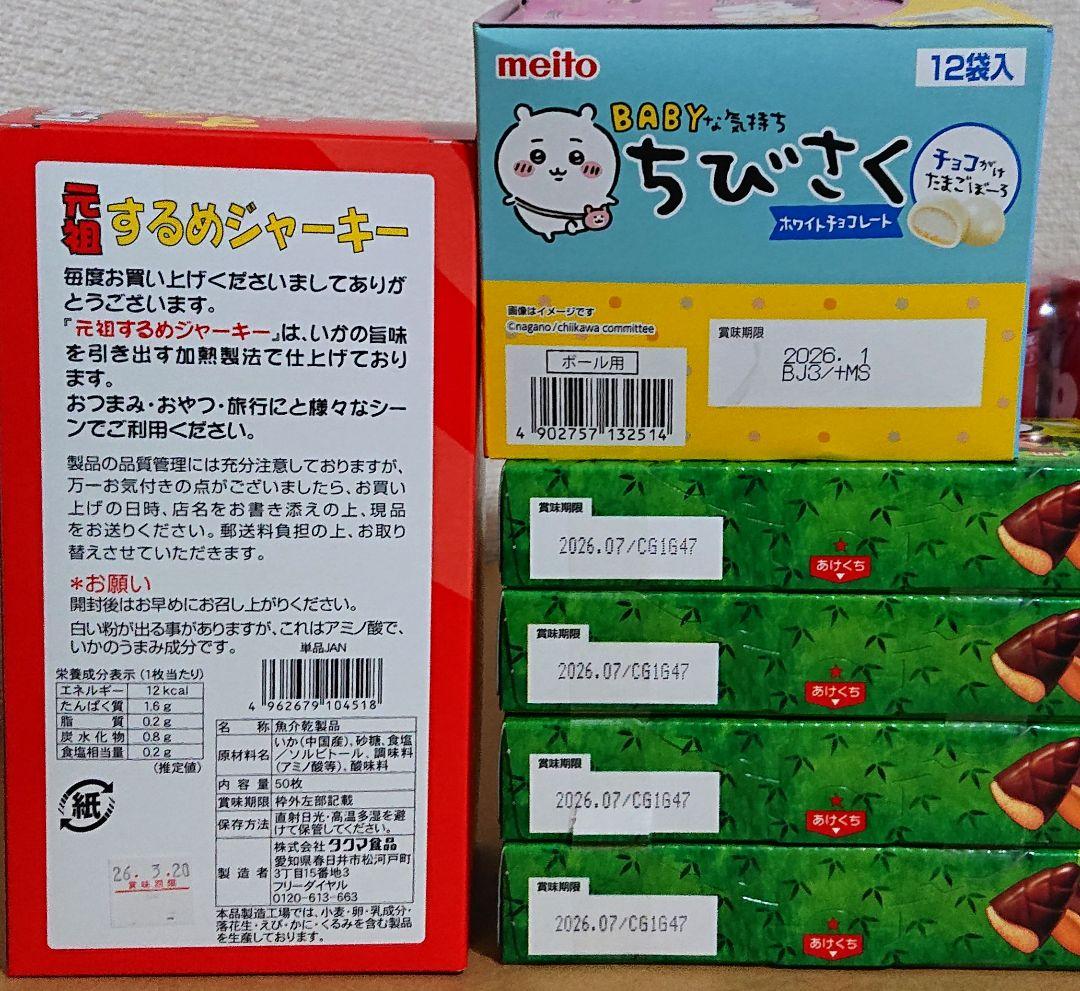 元祖 するめジャーキー
毎度お買い上げくださいましてありが
とうございます。
『元祖するめジャーキー』は、いかの旨味
を引き出す加熱製法で仕上げており
ます。
おつまみ・おやつ・旅行にと様々なシー
ンでご利用ください。
製品の品質管理には充分注意しておりますが、
万一お気付きの点がございましたら、お買い
上げの日時、店名をお書き添えの上、現品
をお送りください。郵送料負担の上、お取り
替えさせていただきます。
*お願い
開封後はお早めにお召し上がりください。
白い粉が出る事がありますが、これはアミノ酸で、
いかのうまみ成分です。
単品JAN
4 962679 104518
栄養成分表示(1枚当たり)
エネルギー 12kcal
たんぱく質 1.6g
脂質 0.2g
炭水化物 0.8g
食塩相当量 0.2g
(推定値)
紙
26. 3.20
賞味期限
名称 魚介乾製品
原材料名 いか(中国産)、砂糖、食塩
/ソルビトール、調味料
(アミノ酸等)、酸味料
内容量 50枚
賞味期限 枠外左部記載
保存方法 直射日光・高温多湿を避
けて保管してください。
製造者 株式会社 タクマ食品
愛知県春日井市松河戸町
3丁目15番地3
フリーダイヤル
0120-613-663
本品製造工場では、小麦・卵・乳成分・
落花生・えび・かに・くるみを含む製品
を生産しております。
meito
12袋入
BABYな気持ち
ちびさく
ホワイトチョコレート
チョコがけ
たまごぼーろ
画像はイメージです
©nagano/chiikawa committee
ボール用
4 902757 132514
賞味期限
2026. 1
BJ3/+MS
賞味期限
2026.07/CG1G47
あけくち
賞味期限
2026.07/CG1G47
あけくち
賞味期限
2026.07/CG1G47
あけくち
賞味期限
2026.07/CG1G47
あけくち